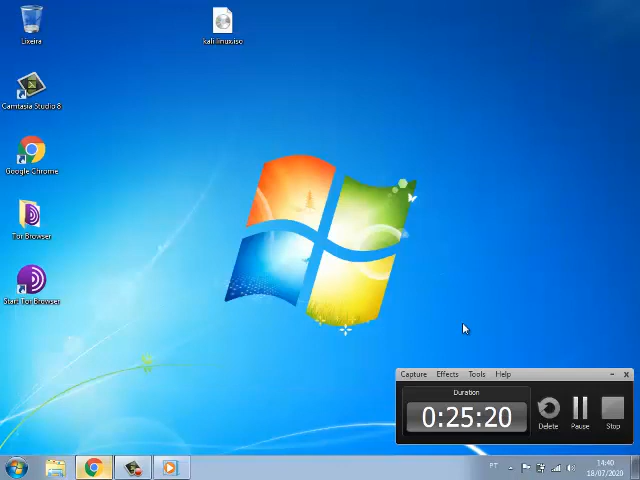 Lixeira
kali linux.iso
Camtasia Studio 8
Google Chrome
Tor Browser
Start Tor Browser
Capture Effects Tools Help
Duration
0:25:20
Delete Pause Stop
PT
14:40
18/07/2020